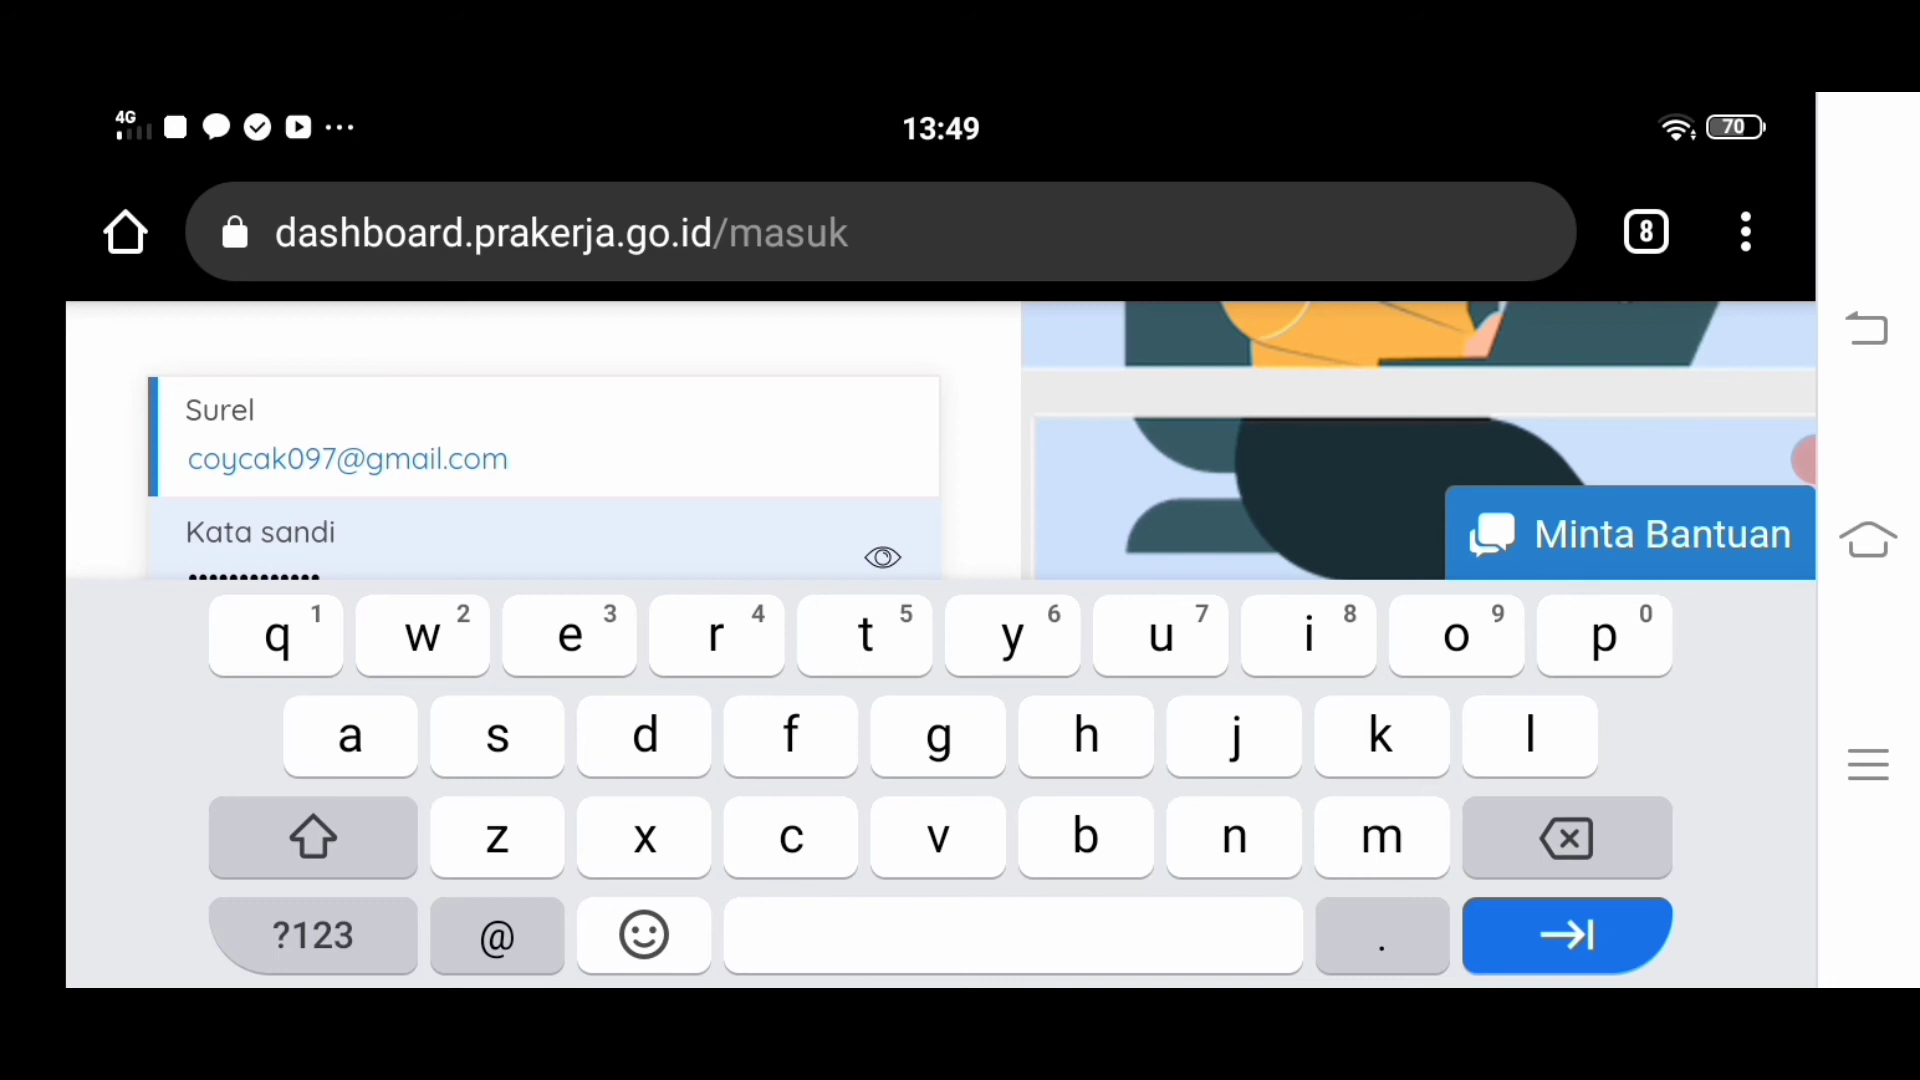 4G
13:49
70
dashboard.prakerja.go.id/masuk
8
Surel
coycak097@gmail.com
Kata sandi
•••••••••••••
Minta Bantuan
q 1 w 2 e 3 r 4 t 5 y 6 u 7 i 8 o 9 p 0
a s d f g h j k l
z x c v b n m
?123 @ .